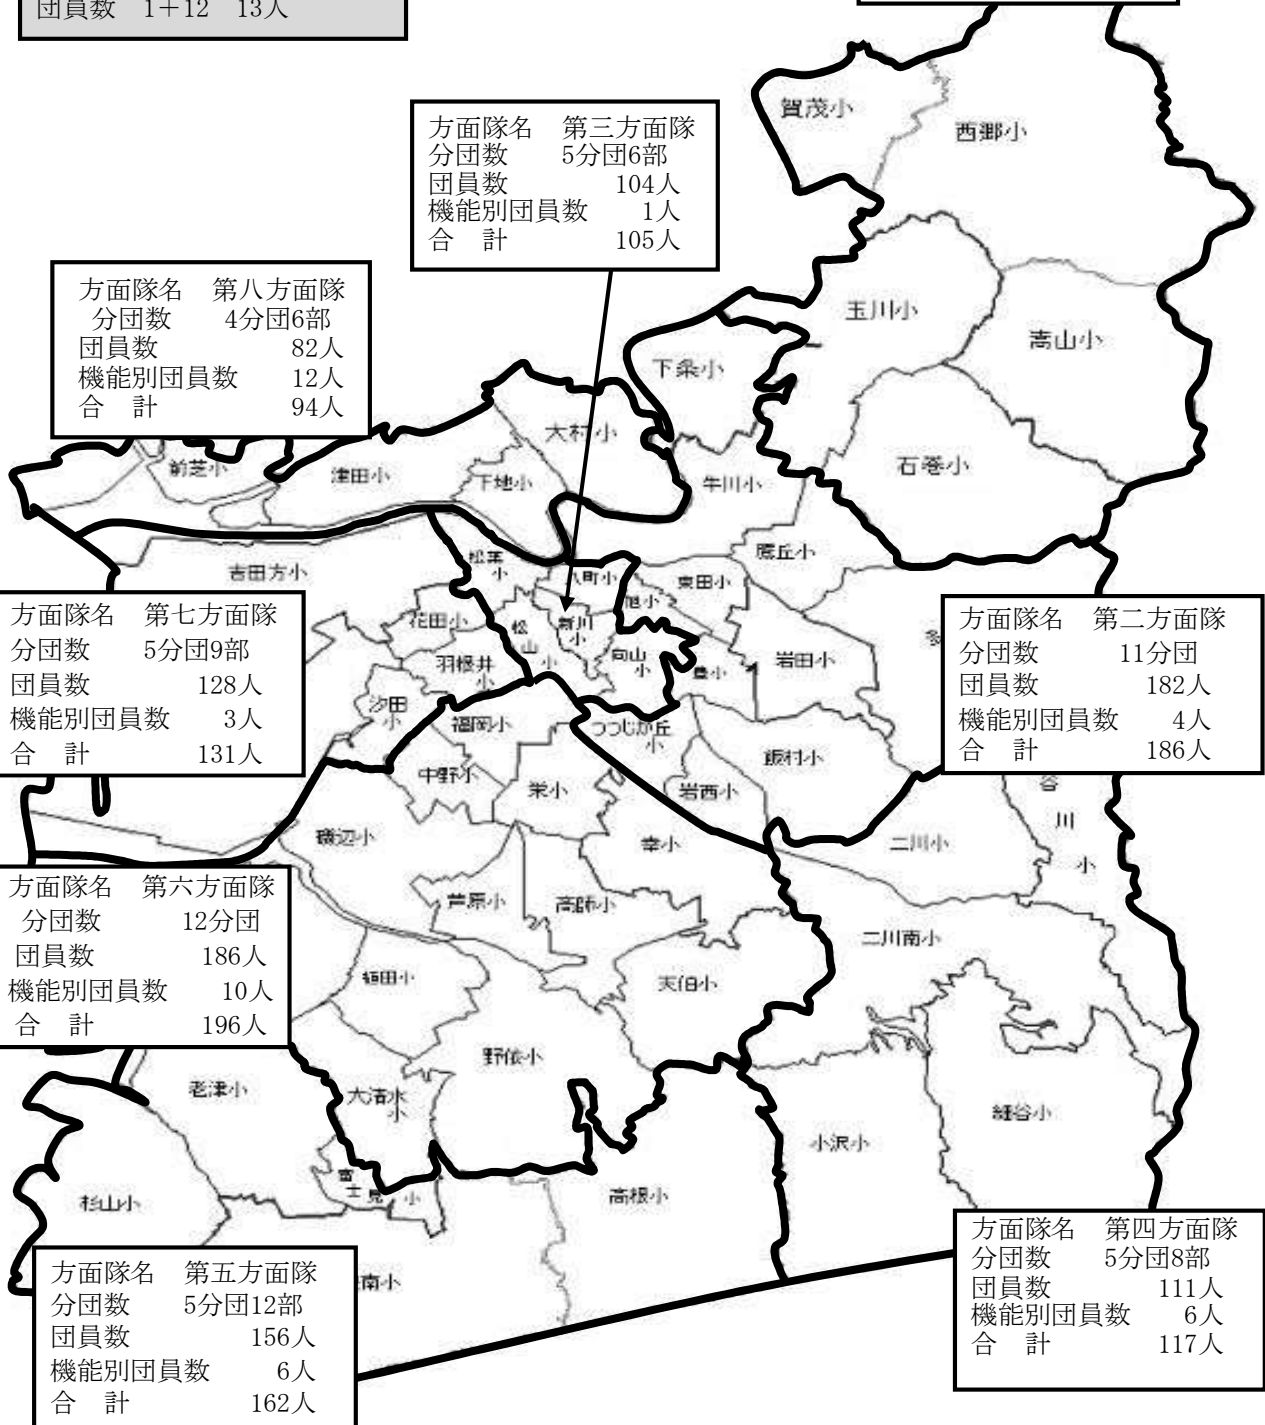 団員数 1＋12 13人
賀茂小
西郷小
方面隊名 第三方面隊
分団数 5分団6部
団員数 104人
機能別団員数 1人
合 計 105人
方面隊名 第八方面隊
分団数 4分団6部
団員数 82人
機能別団員数 12人
合 計 94人
玉川小
嵩山小
下条小
大村小
石巻小
前芝小
津田小
下地小
牛川小
鷹丘小
吉田方小
松葉小
八町小
東田小
旭小
花田小
松山小
新川小
向山小
豊小
岩田小
羽根井小
汐田小
福岡小
つつじが丘小
飯村小
中野小
栄小
岩西小
方面隊名 第七方面隊
分団数 5分団9部
団員数 128人
機能別団員数 3人
合 計 131人
方面隊名 第二方面隊
分団数 11分団
団員数 182人
機能別団員数 4人
合 計 186人
谷川小
磯辺小
幸小
二川小
芦原小
高師小
二川南小
方面隊名 第六方面隊
分団数 12分団
団員数 186人
機能別団員数 10人
合 計 196人
植田小
天伯小
野依小
老津小
大清水小
細谷小
小沢小
富士見小
杉山小
高根小
南小
方面隊名 第五方面隊
分団数 5分団12部
団員数 156人
機能別団員数 6人
合 計 162人
方面隊名 第四方面隊
分団数 5分団8部
団員数 111人
機能別団員数 6人
合 計 117人